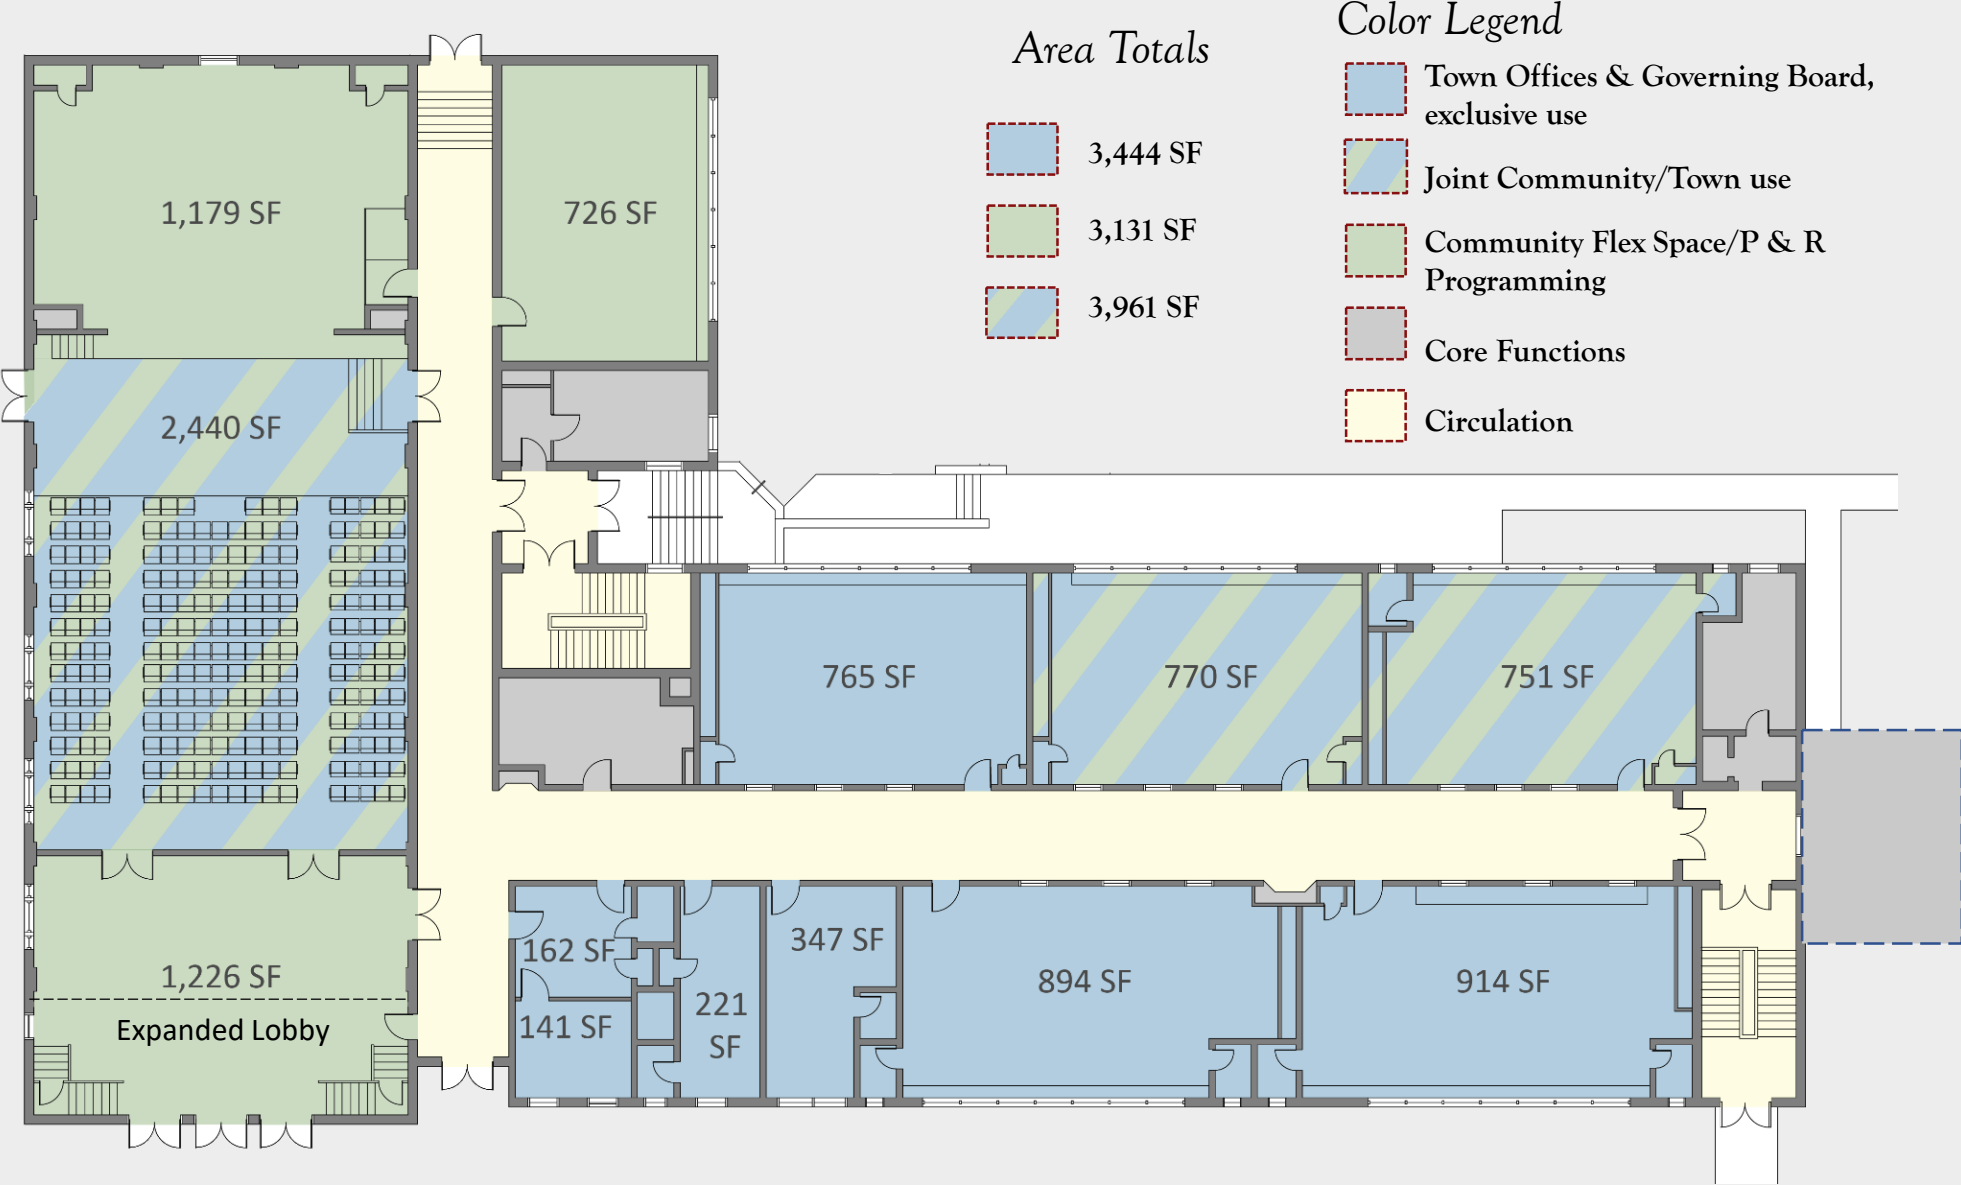 Area Totals
3,444 SF
3,131 SF
3,961 SF
Color Legend
Town Offices & Governing Board,
exclusive use
Joint Community/Town use
Community Flex Space/P & R
Programming
Core Functions
Circulation
1,179 SF
726 SF
2,440 SF
765 SF
770 SF
751 SF
1,226 SF
Expanded Lobby
162 SF
141 SF
221
SF
347 SF
894 SF
914 SF